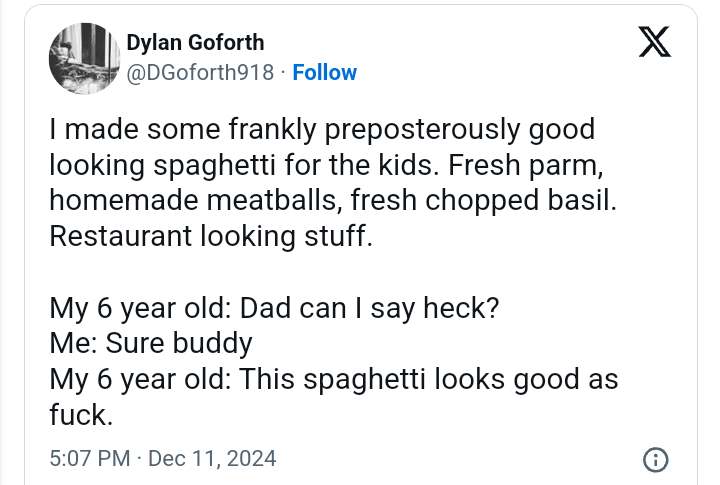 Dylan Goforth
@DGoforth918 · Follow
I made some frankly preposterously good
looking spaghetti for the kids. Fresh parm,
homemade meatballs, fresh chopped basil.
Restaurant looking stuff.
My 6 year old: Dad can I say heck?
Me: Sure buddy
My 6 year old: This spaghetti looks good as
fuck.
5:07 PM · Dec 11, 2024